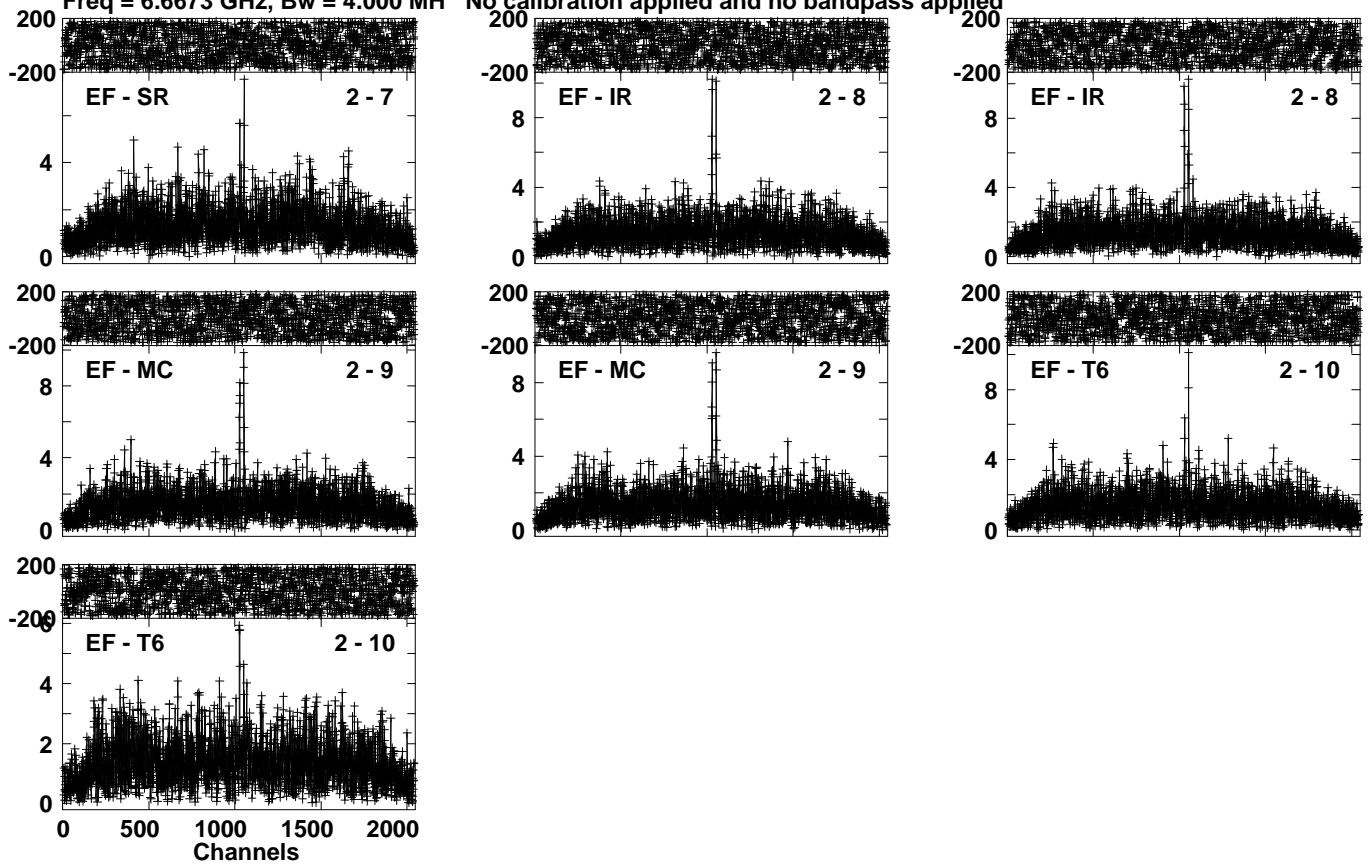 Freq = 6.6673 GHz, Bw = 4.000 MH No calibration applied and no bandpass applied
200 200 200
-200 -200 -200
EF - SR 2 - 7 EF - IR 2 - 8 EF - IR 2 - 8
8 8
4 4 4
0 0 0
200 200 200
-200 -200 -200
EF - MC 2 - 9 EF - MC 2 - 9 EF - T6 2 - 10
8 8 8
4 4 4
0 0 0
200
-200
6
EF - T6 2 - 10
4
2
0
0 500 1000 1500 2000
Channels